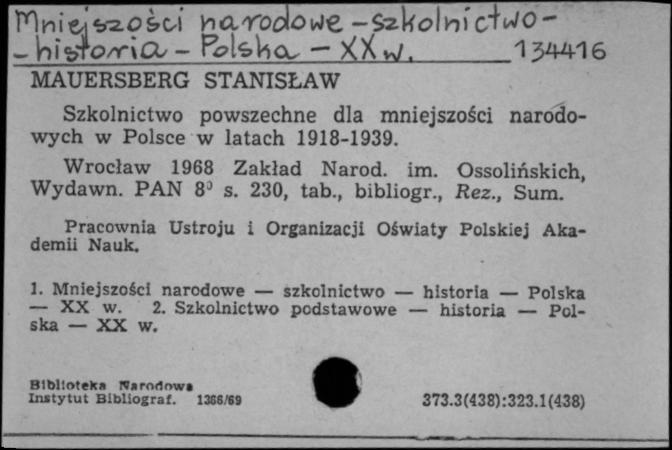 Mniejszości narodowe - szkolnictwo -
- historia - Polska - XX w. 134416
MAUERSBERG STANISŁAW
Szkolnictwo powszechne dla mniejszości narodo-
wych w Polsce w latach 1918-1939.
Wrocław 1968 Zakład Narod. im. Ossolińskich,
Wydawn. PAN 8⁰ s. 230, tab., bibliogr., Rez., Sum.
Pracownia Ustroju i Organizacji Oświaty Polskiej Aka-
demii Nauk.
1. Mniejszości narodowe — szkolnictwo — historia — Polska
— XX w. 2. Szkolnictwo podstawowe — historia — Pol-
ska — XX w.
Biblioteka Narodowa
Instytut Bibliograf. 1366/69 373.3(438):323.1(438)